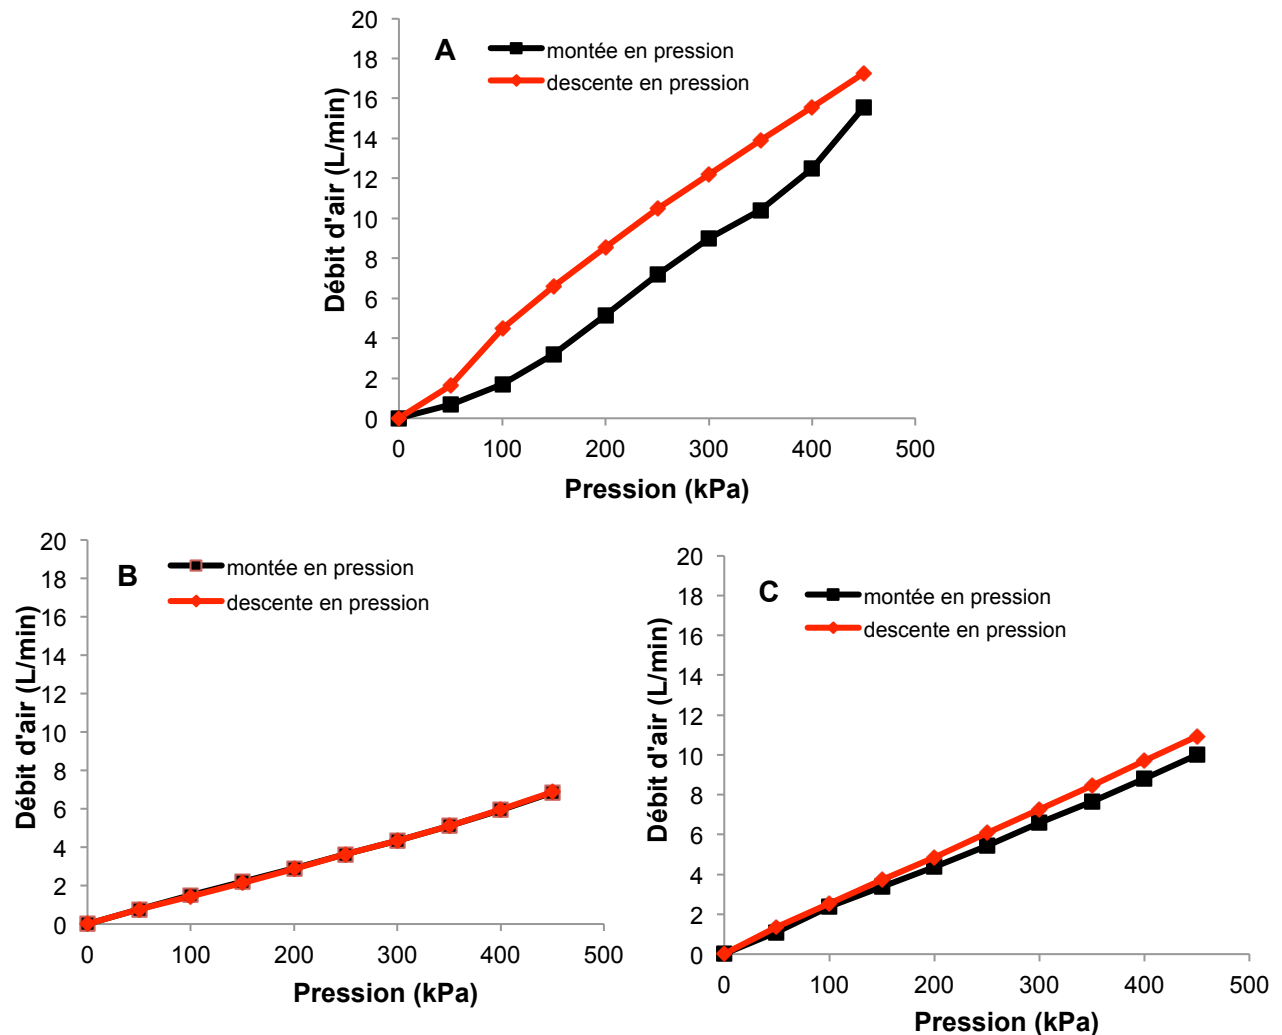 A
montée en pression
descente en pression
Débit d'air (L/min)
20
18
16
14
12
10
8
6
4
2
0
0 100 200 300 400 500
Pression (kPa)
B
montée en pression
descente en pression
Débit d'air (L/min)
20
18
16
14
12
10
8
6
4
2
0
0 100 200 300 400 500
Pression (kPa)
C
montée en pression
descente en pression
Débit d'air (L/min)
20
18
16
14
12
10
8
6
4
2
0
0 100 200 300 400 500
Pression (kPa)